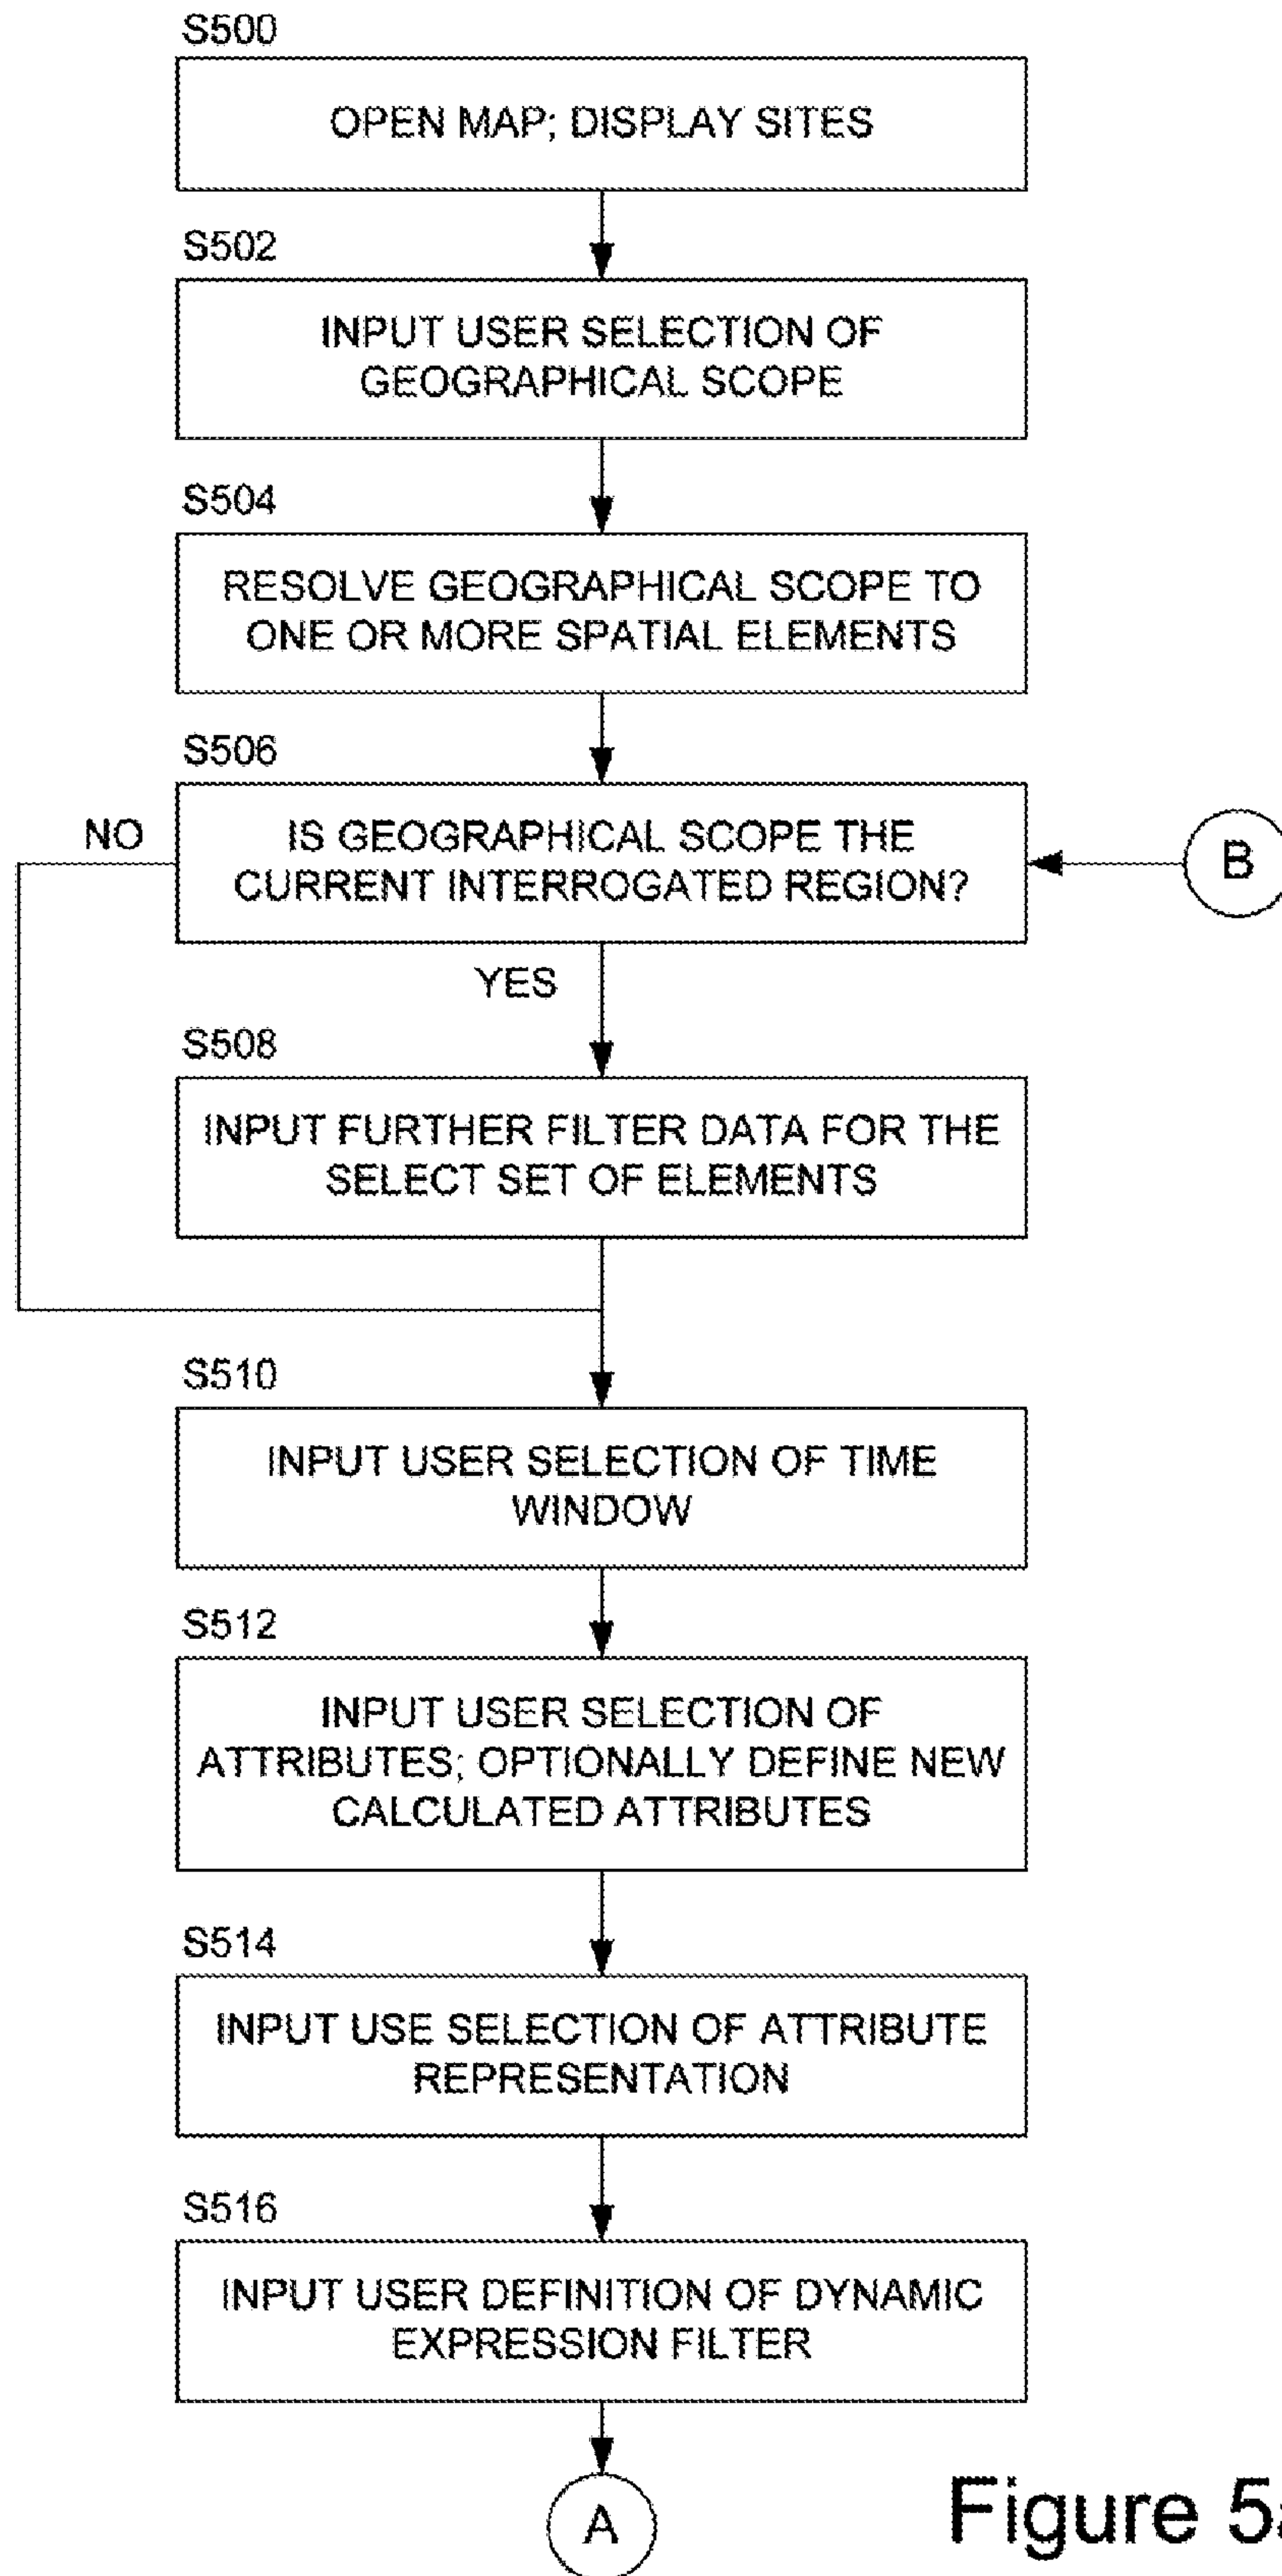 S500
OPEN MAP; DISPLAY SITES
S502
INPUT USER SELECTION OF
GEOGRAPHICAL SCOPE
S504
RESOLVE GEOGRAPHICAL SCOPE TO
ONE OR MORE SPATIAL ELEMENTS
S506
NO
IS GEOGRAPHICAL SCOPE THE
CURRENT INTERROGATED REGION?
B
YES
S508
INPUT FURTHER FILTER DATA FOR THE
SELECT SET OF ELEMENTS
S510
INPUT USER SELECTION OF TIME
WINDOW
S512
INPUT USER SELECTION OF
ATTRIBUTES; OPTIONALLY DEFINE NEW
CALCULATED ATTRIBUTES
S514
INPUT USE SELECTION OF ATTRIBUTE
REPRESENTATION
S516
INPUT USER DEFINITION OF DYNAMIC
EXPRESSION FILTER
A
Figure 5a